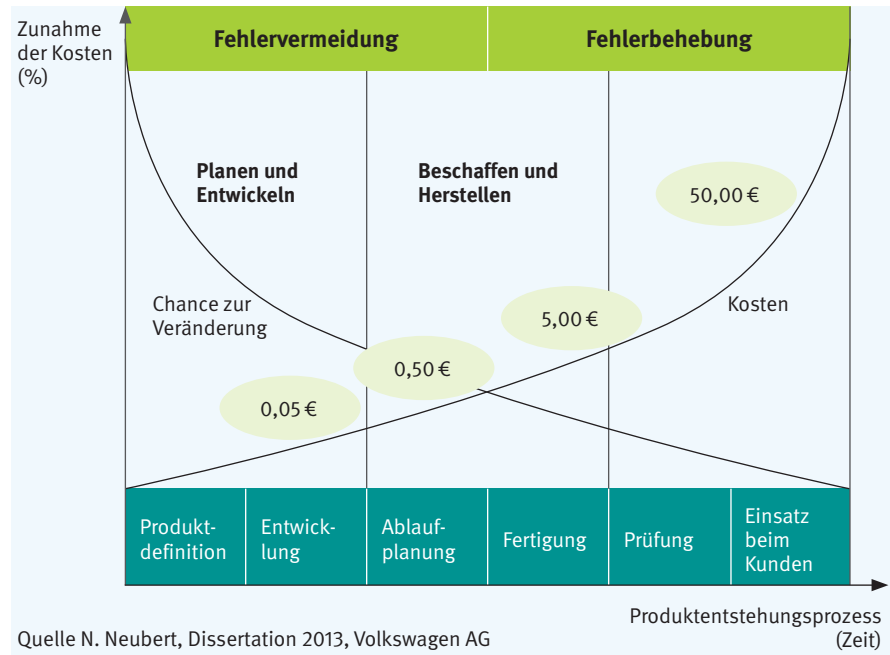 Zunahme
der Kosten
(%)
Fehlervermeidung
Fehlerbehebung
Planen und
Entwickeln
Beschaffen und
Herstellen
50,00 €
Chance zur
Veränderung
5,00 €
Kosten
0,50 €
0,05 €
Produkt-
definition
Entwick-
lung
Ablauf-
planung
Fertigung
Prüfung
Einsatz
beim
Kunden
Produktentstehungsprozess
(Zeit)
Quelle N. Neubert, Dissertation 2013, Volkswagen AG